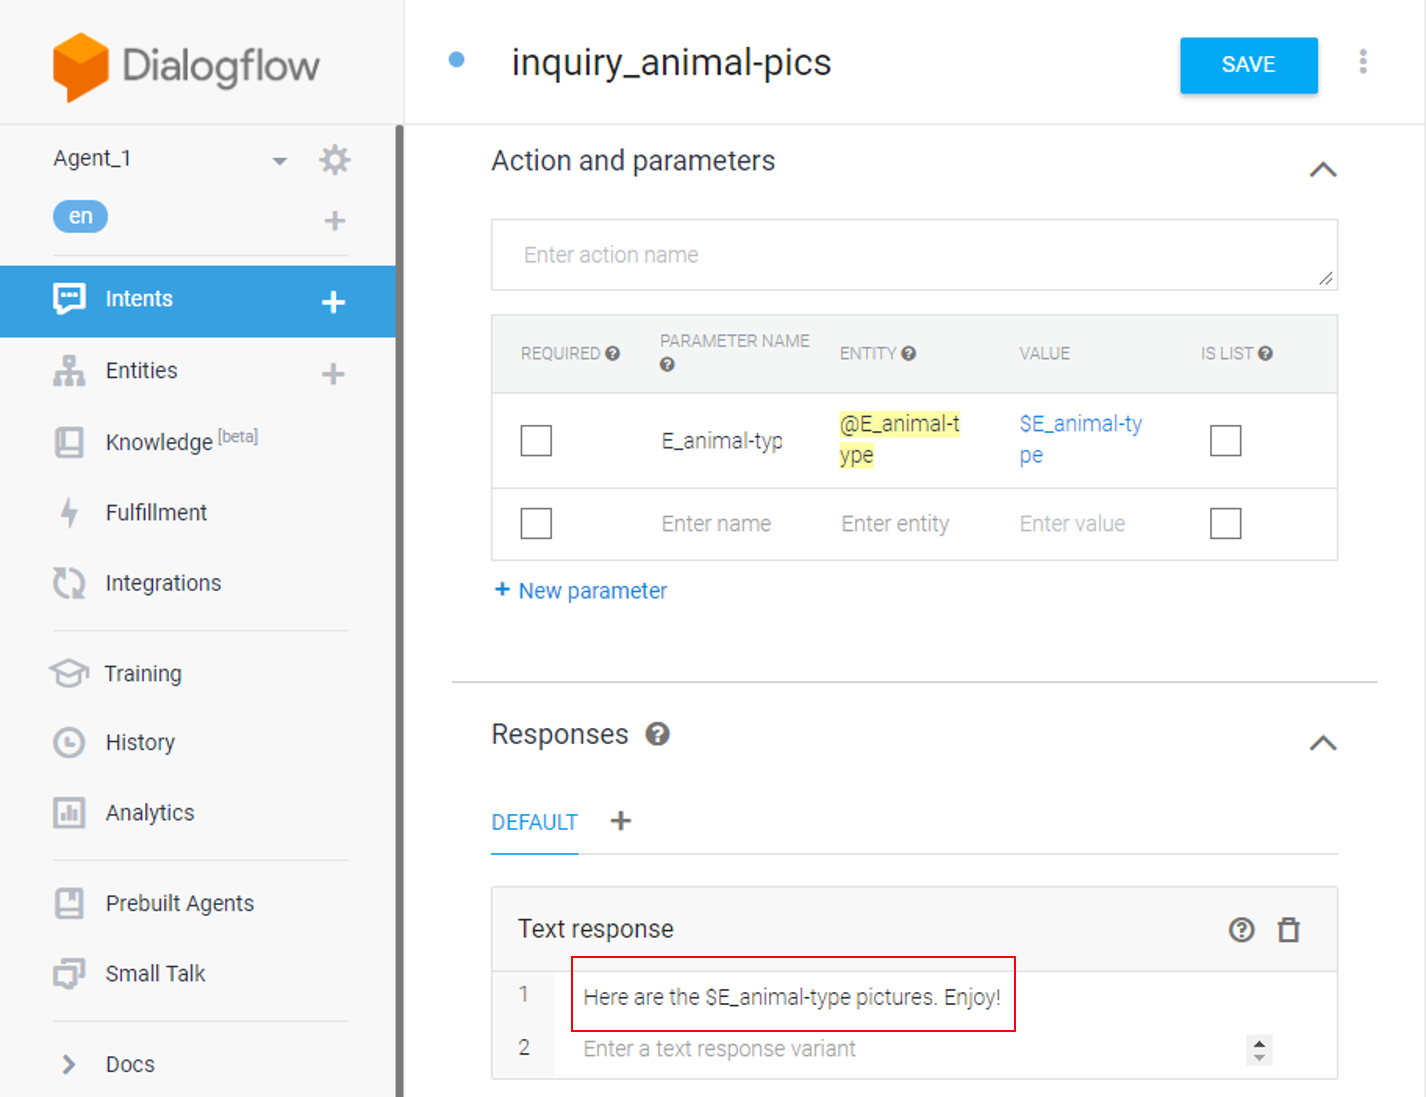 Dialogflow
inquiry_animal-pics
SAVE
Agent_1
en
Intents
Entities
Knowledge [beta]
Fulfillment
Integrations
Training
History
Analytics
Prebuilt Agents
Small Talk
Docs
Action and parameters
Enter action name
REQUIRED
PARAMETER NAME
ENTITY
VALUE
IS LIST
E_animal-typ
@E_animal-t
ype
$E_animal-ty
pe
Enter name
Enter entity
Enter value
+ New parameter
Responses
DEFAULT
Text response
1 Here are the $E_animal-type pictures. Enjoy!
2 Enter a text response variant